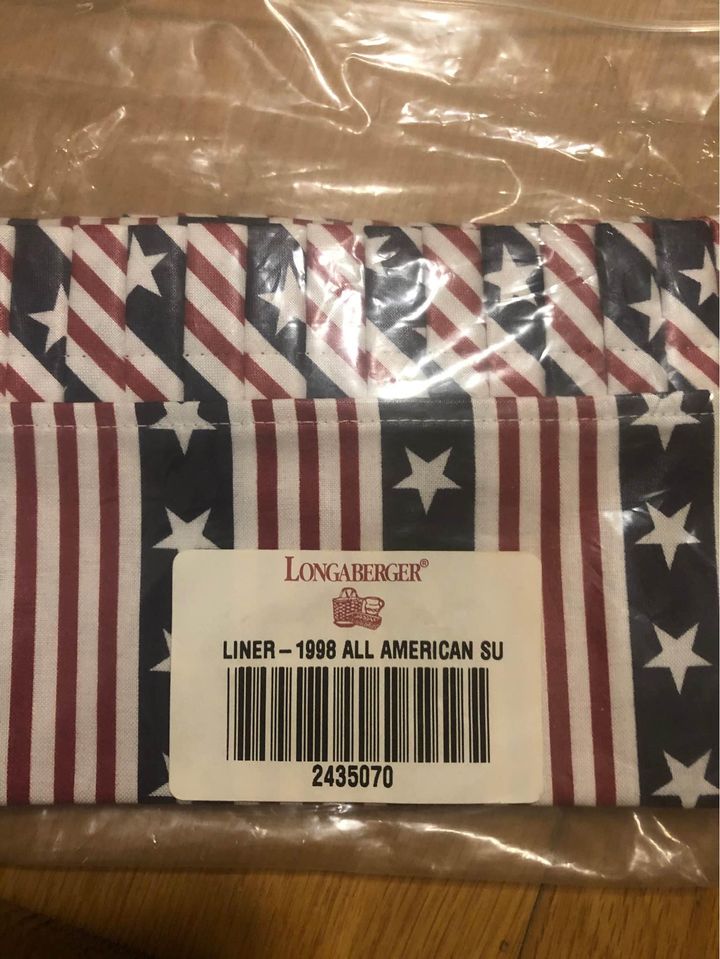 LONGABERGER®
LINER – 1998 ALL AMERICAN SU
2435070